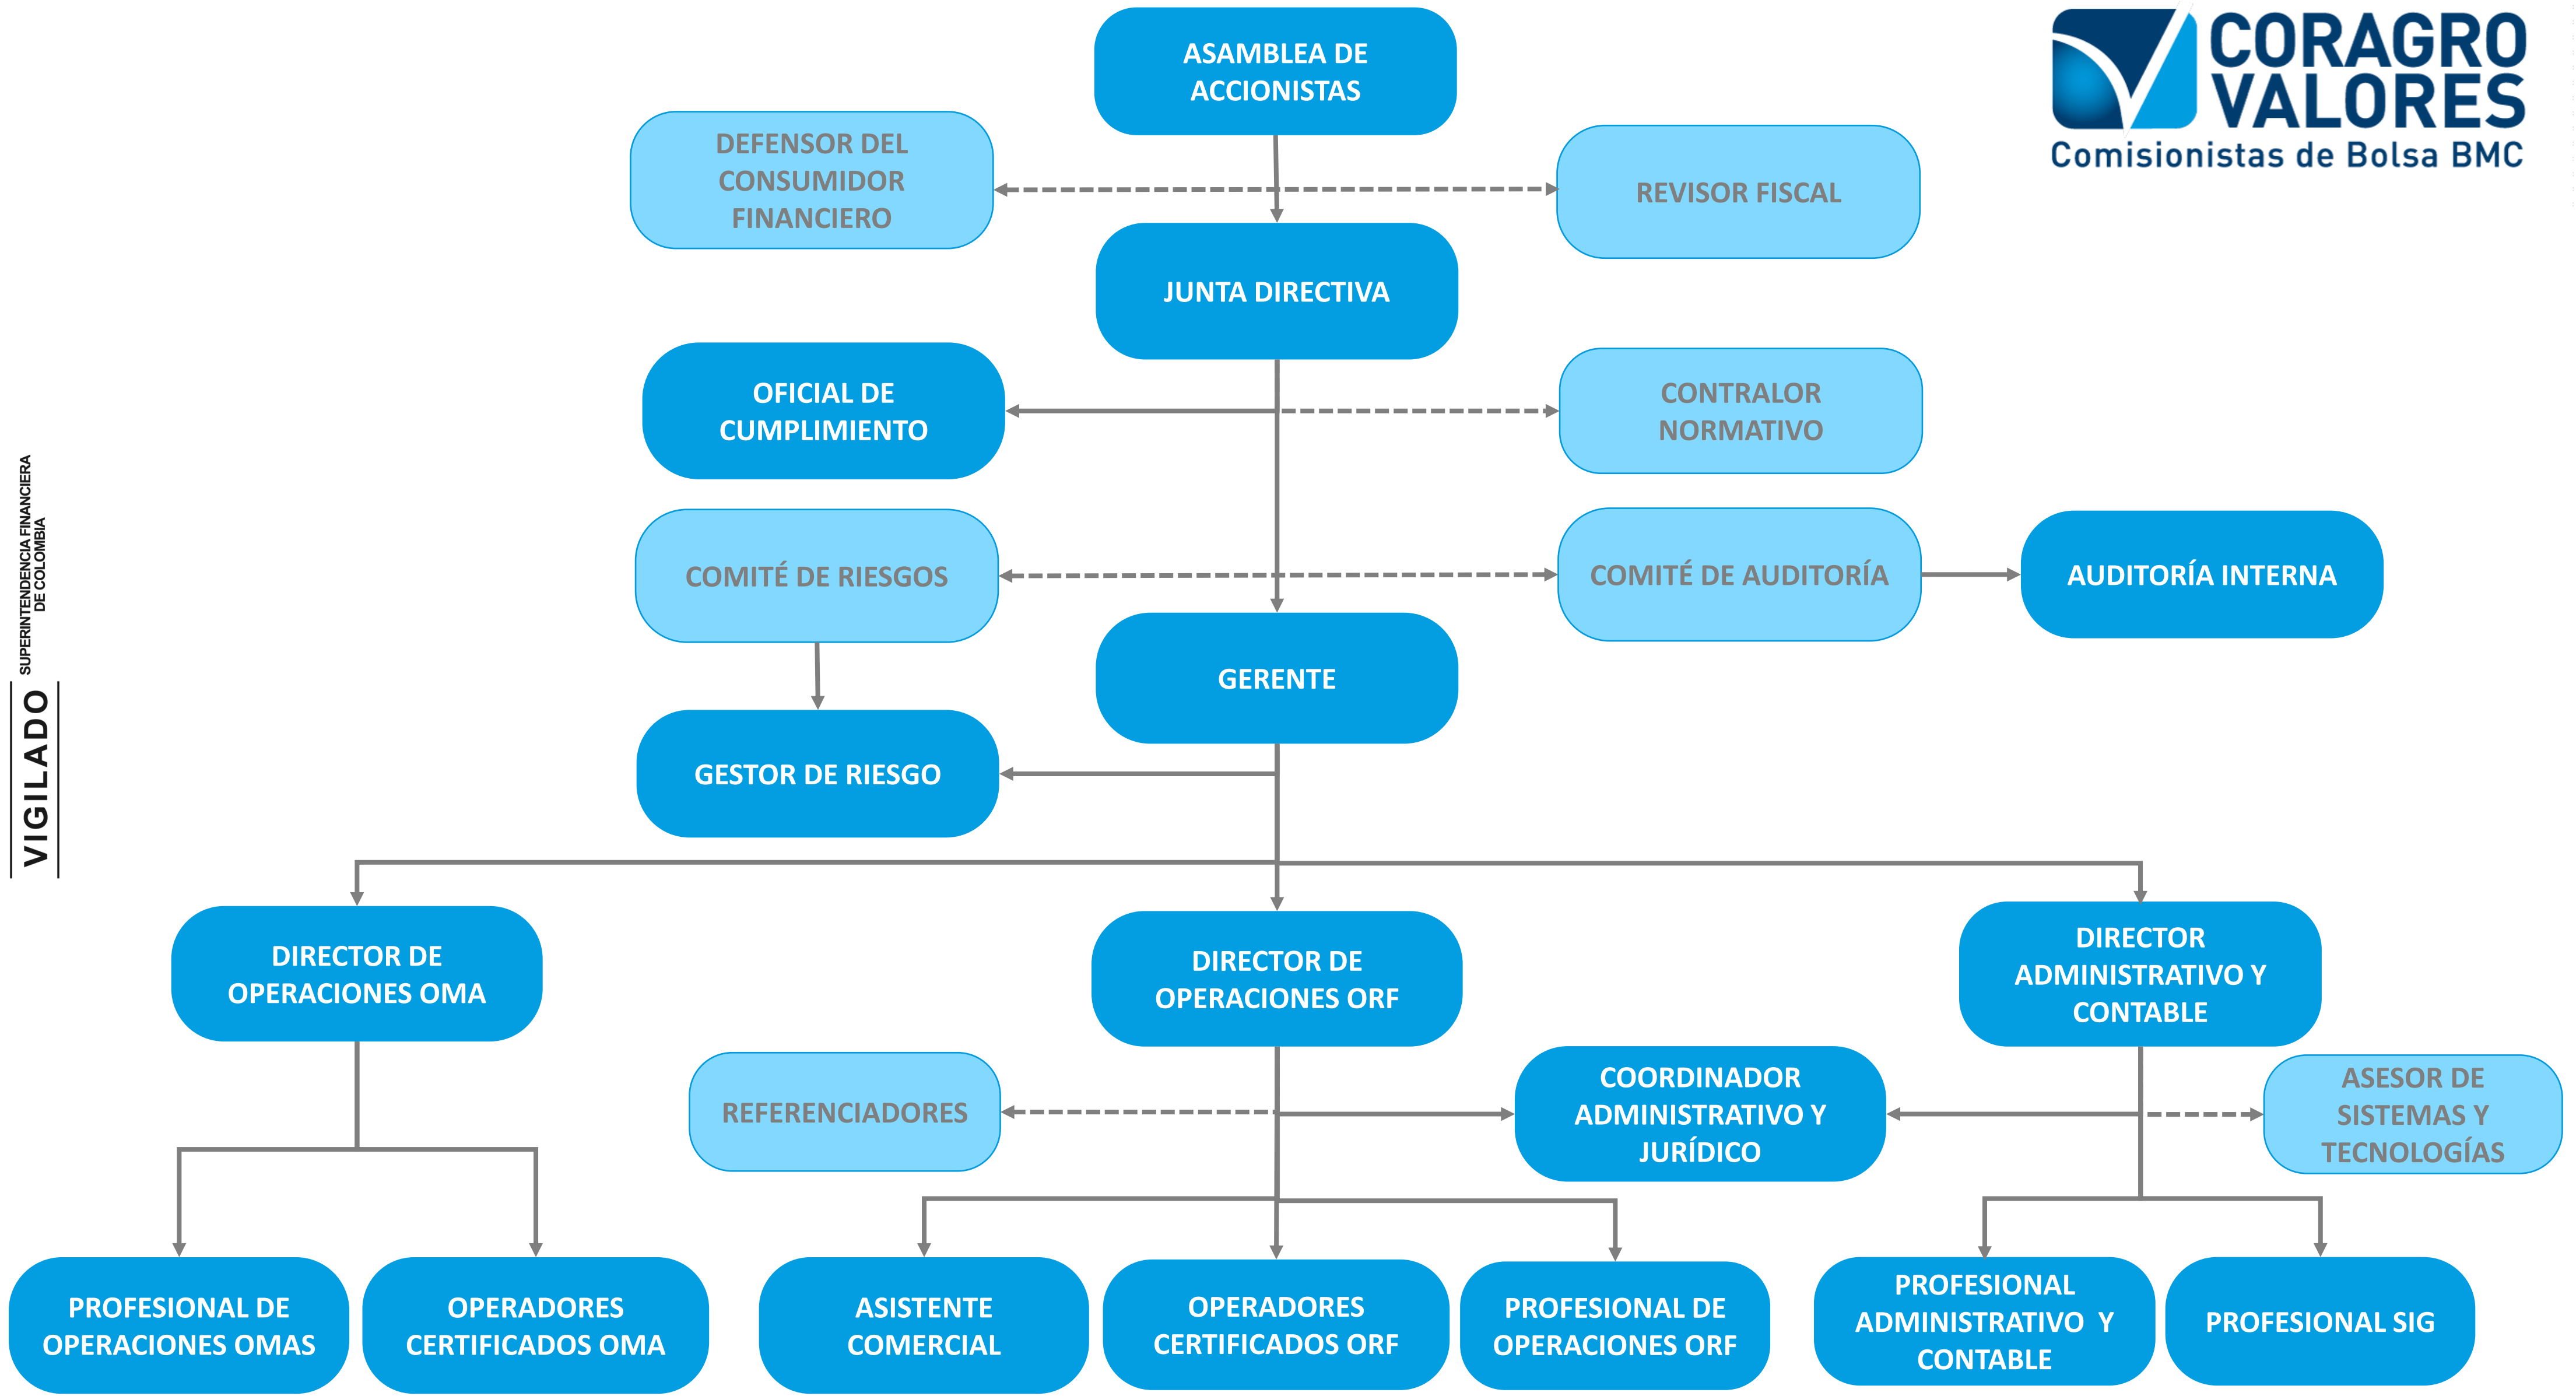 ASAMBLEA DE
ACCIONISTAS
CORAGRO
VALORES
Comisionistas de Bolsa BMC
DEFENSOR DEL
CONSUMIDOR
FINANCIERO
REVISOR FISCAL
JUNTA DIRECTIVA
OFICIAL DE
CUMPLIMIENTO
CONTRALOR
NORMATIVO
COMITÉ DE RIESGOS
COMITÉ DE AUDITORÍA
AUDITORÍA INTERNA
GERENTE
GESTOR DE RIESGO
VIGILADO
SUPERINTENDENCIA FINANCIERA
DE COLOMBIA
DIRECTOR DE
OPERACIONES OMA
DIRECTOR DE
OPERACIONES ORF
DIRECTOR
ADMINISTRATIVO Y
CONTABLE
REFERENCIADORES
COORDINADOR
ADMINISTRATIVO Y
JURÍDICO
ASESOR DE
SISTEMAS Y
TECNOLOGÍAS
PROFESIONAL DE
OPERACIONES OMAS
OPERADORES
CERTIFICADOS OMA
ASISTENTE
COMERCIAL
OPERADORES
CERTIFICADOS ORF
PROFESIONAL DE
OPERACIONES ORF
PROFESIONAL
ADMINISTRATIVO Y
CONTABLE
PROFESIONAL SIG